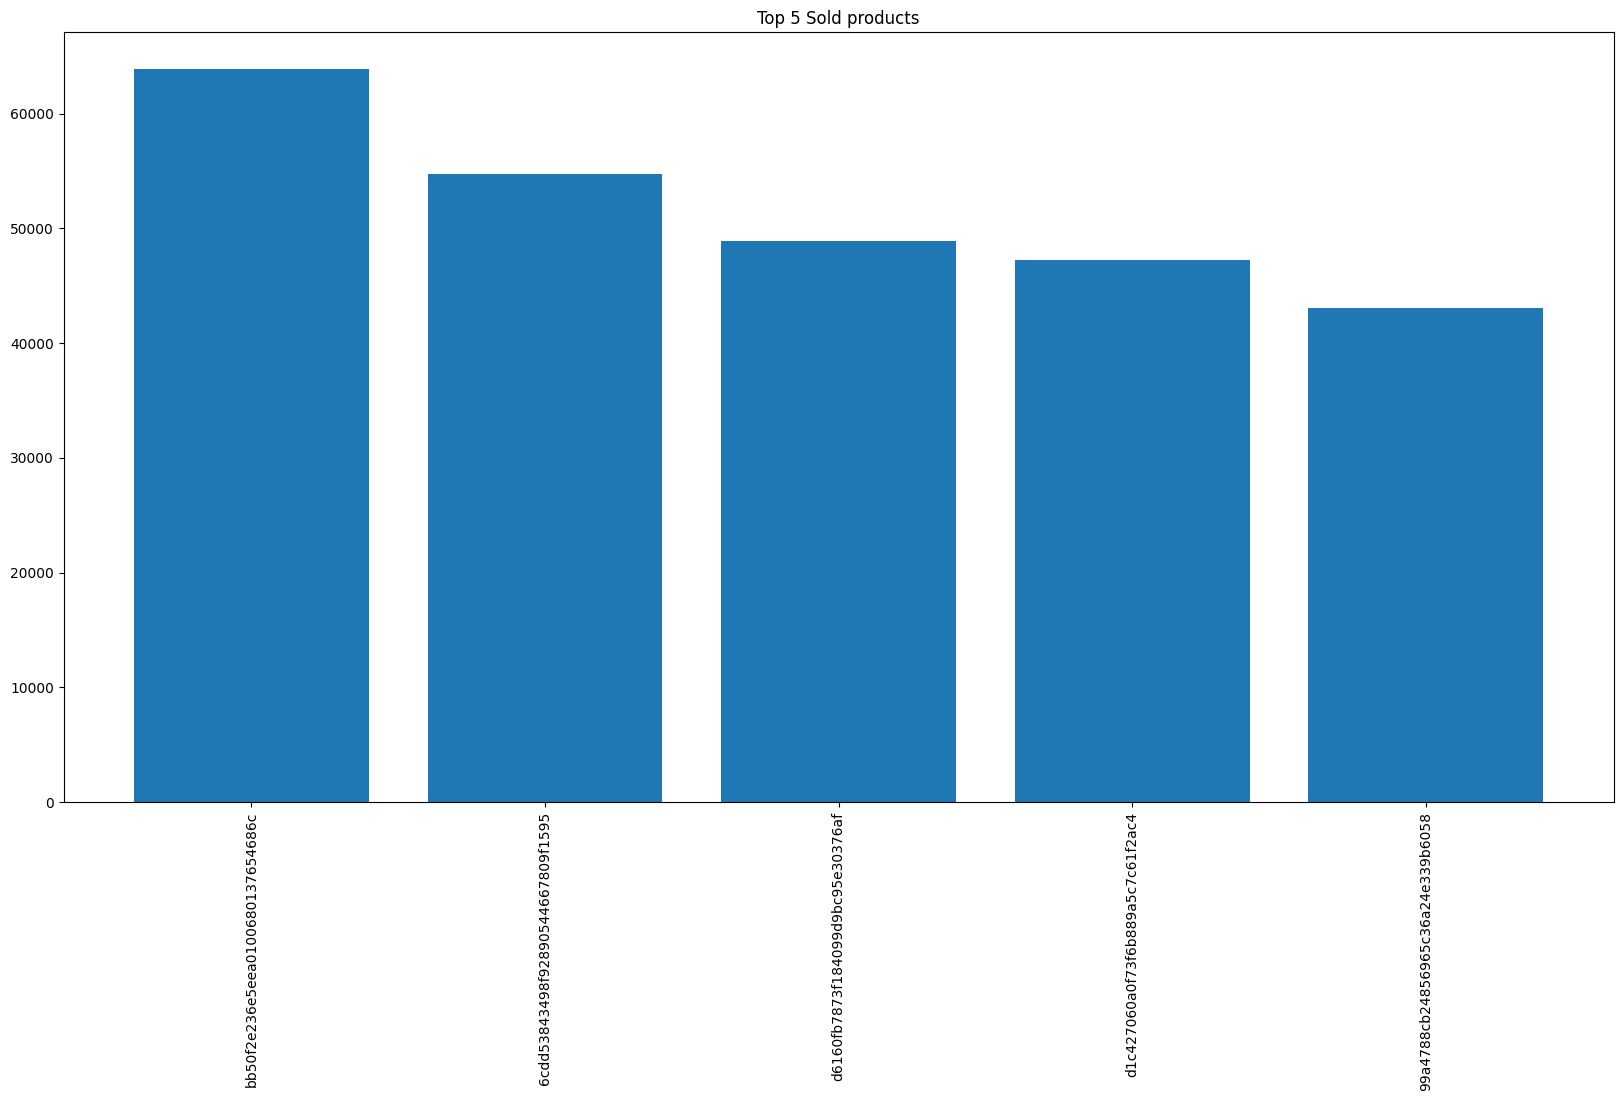 Top 5 Sold products
60000
50000
40000
30000
20000
10000
0
bb50f2e236e5eea0100680137654686c
6cdd53843498f92890544667809f1595
d6160fb7873f184099d9bc95e30376af
d1c427060a0f73f6b889a5c7c61f2ac4
99a4788cb24856965c36a24e339b6058